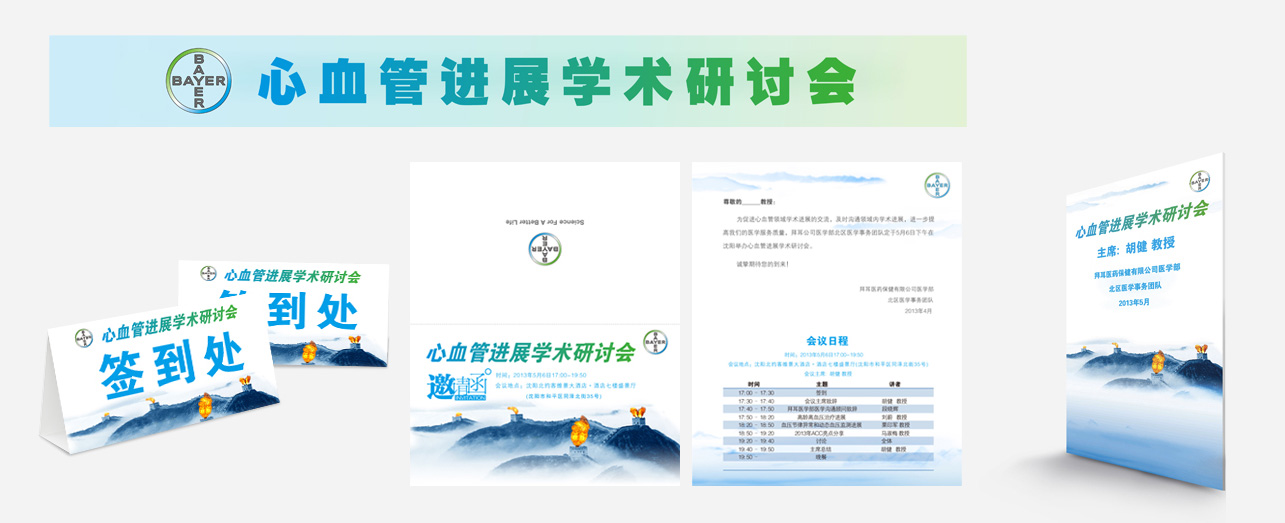 BAYER
BAYER
心血管进展学术研讨会
BAYER
BAYER
心血管进展学术研讨会
签到处
BAYER
BAYER
心血管进展学术研讨会
签到处
Science For A Better Life
BAYER
BAYER
心血管进展学术研讨会
BAYER
BAYER
邀请函
INVITATION
时间：2013年5月6日17:00-19:50
会议地点：沈阳北约客维景大酒店·酒店七楼盛景厅
(沈阳市和平区同泽北街35号)
BAYER
BAYER
尊敬的______教授：
为促进心血管领域学术进展的交流，及时沟通领域内学术进展，进一步提
高我们的医学服务质量，拜耳公司医学部北区医学事务团队定于5月6日下午在
沈阳举办心血管进展学术研讨会。
诚挚期待您的到来！
拜耳医药保健有限公司医学部
北区医学事务团队
2013年4月
会议日程
时间：2013年5月6日17:00-19:50
会议地点：沈阳北约客维景大酒店·酒店七楼盛景厅(沈阳市和平区同泽北街35号)
会议主席 胡健 教授
时间 主题 讲者
17:00 - 17:30 签到
17:30 - 17:40 会议主席致辞 胡健 教授
17:40 - 17:50 拜耳医学部医学沟通顾问致辞 段晓辉
17:50 - 18:20 高龄高血压治疗进展 刘蔚 教授
18:20 - 18:50 血压节律异常和动态血压监测进展 栗印军 教授
18:50 - 19:20 2013年ACC亮点分享 马淑梅 教授
19:20 - 19:40 讨论 全体
19:40 - 19:50 主席总结 胡健 教授
19:50 - 晚餐
BAYER
BAYER
心血管进展学术研讨会
主席：胡健 教授
拜耳医药保健有限公司医学部
北区医学事务团队
2013年5月